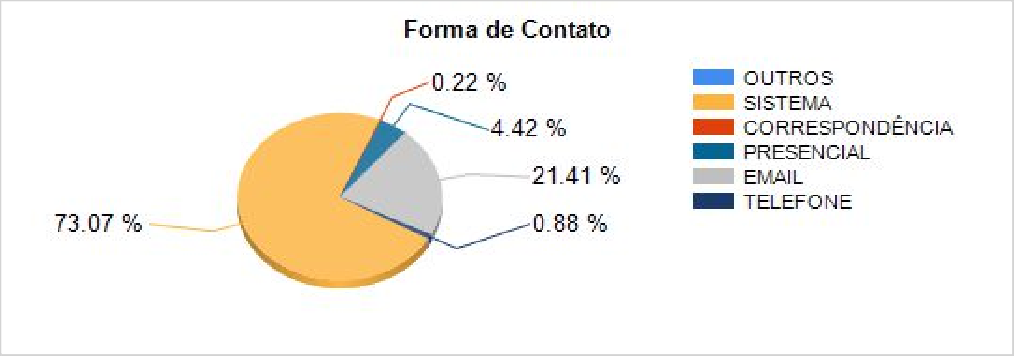 Forma de Contato
0.22 %
4.42 %
21.41 %
73.07 %
0.88 %
OUTROS
SISTEMA
CORRESPONDÊNCIA
PRESENCIAL
EMAIL
TELEFONE